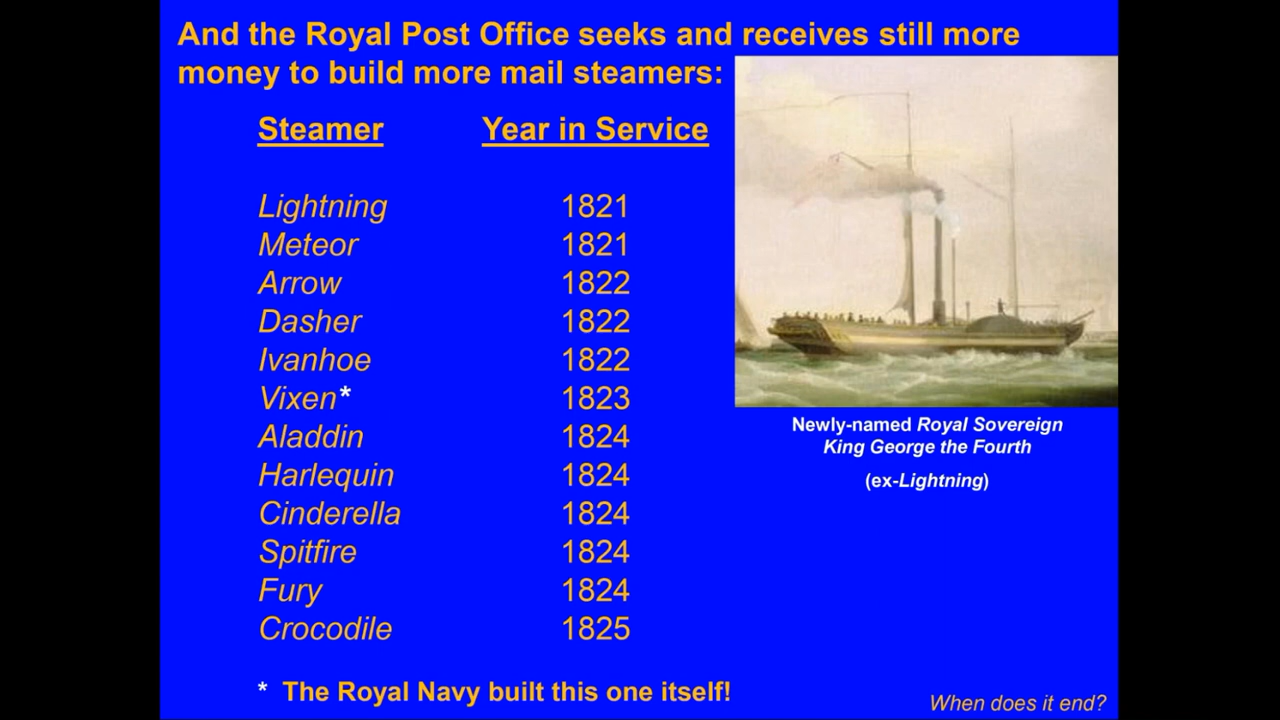 And the Royal Post Office seeks and receives still more
money to build more mail steamers:
Steamer Year in Service
Lightning 1821
Meteor 1821
Arrow 1822
Dasher 1822
Ivanhoe 1822
Vixen* 1823
Aladdin 1824
Harlequin 1824
Cinderella 1824
Spitfire 1824
Fury 1824
Crocodile 1825
* The Royal Navy built this one itself!
Newly-named Royal Sovereign
King George the Fourth
(ex-Lightning)
When does it end?